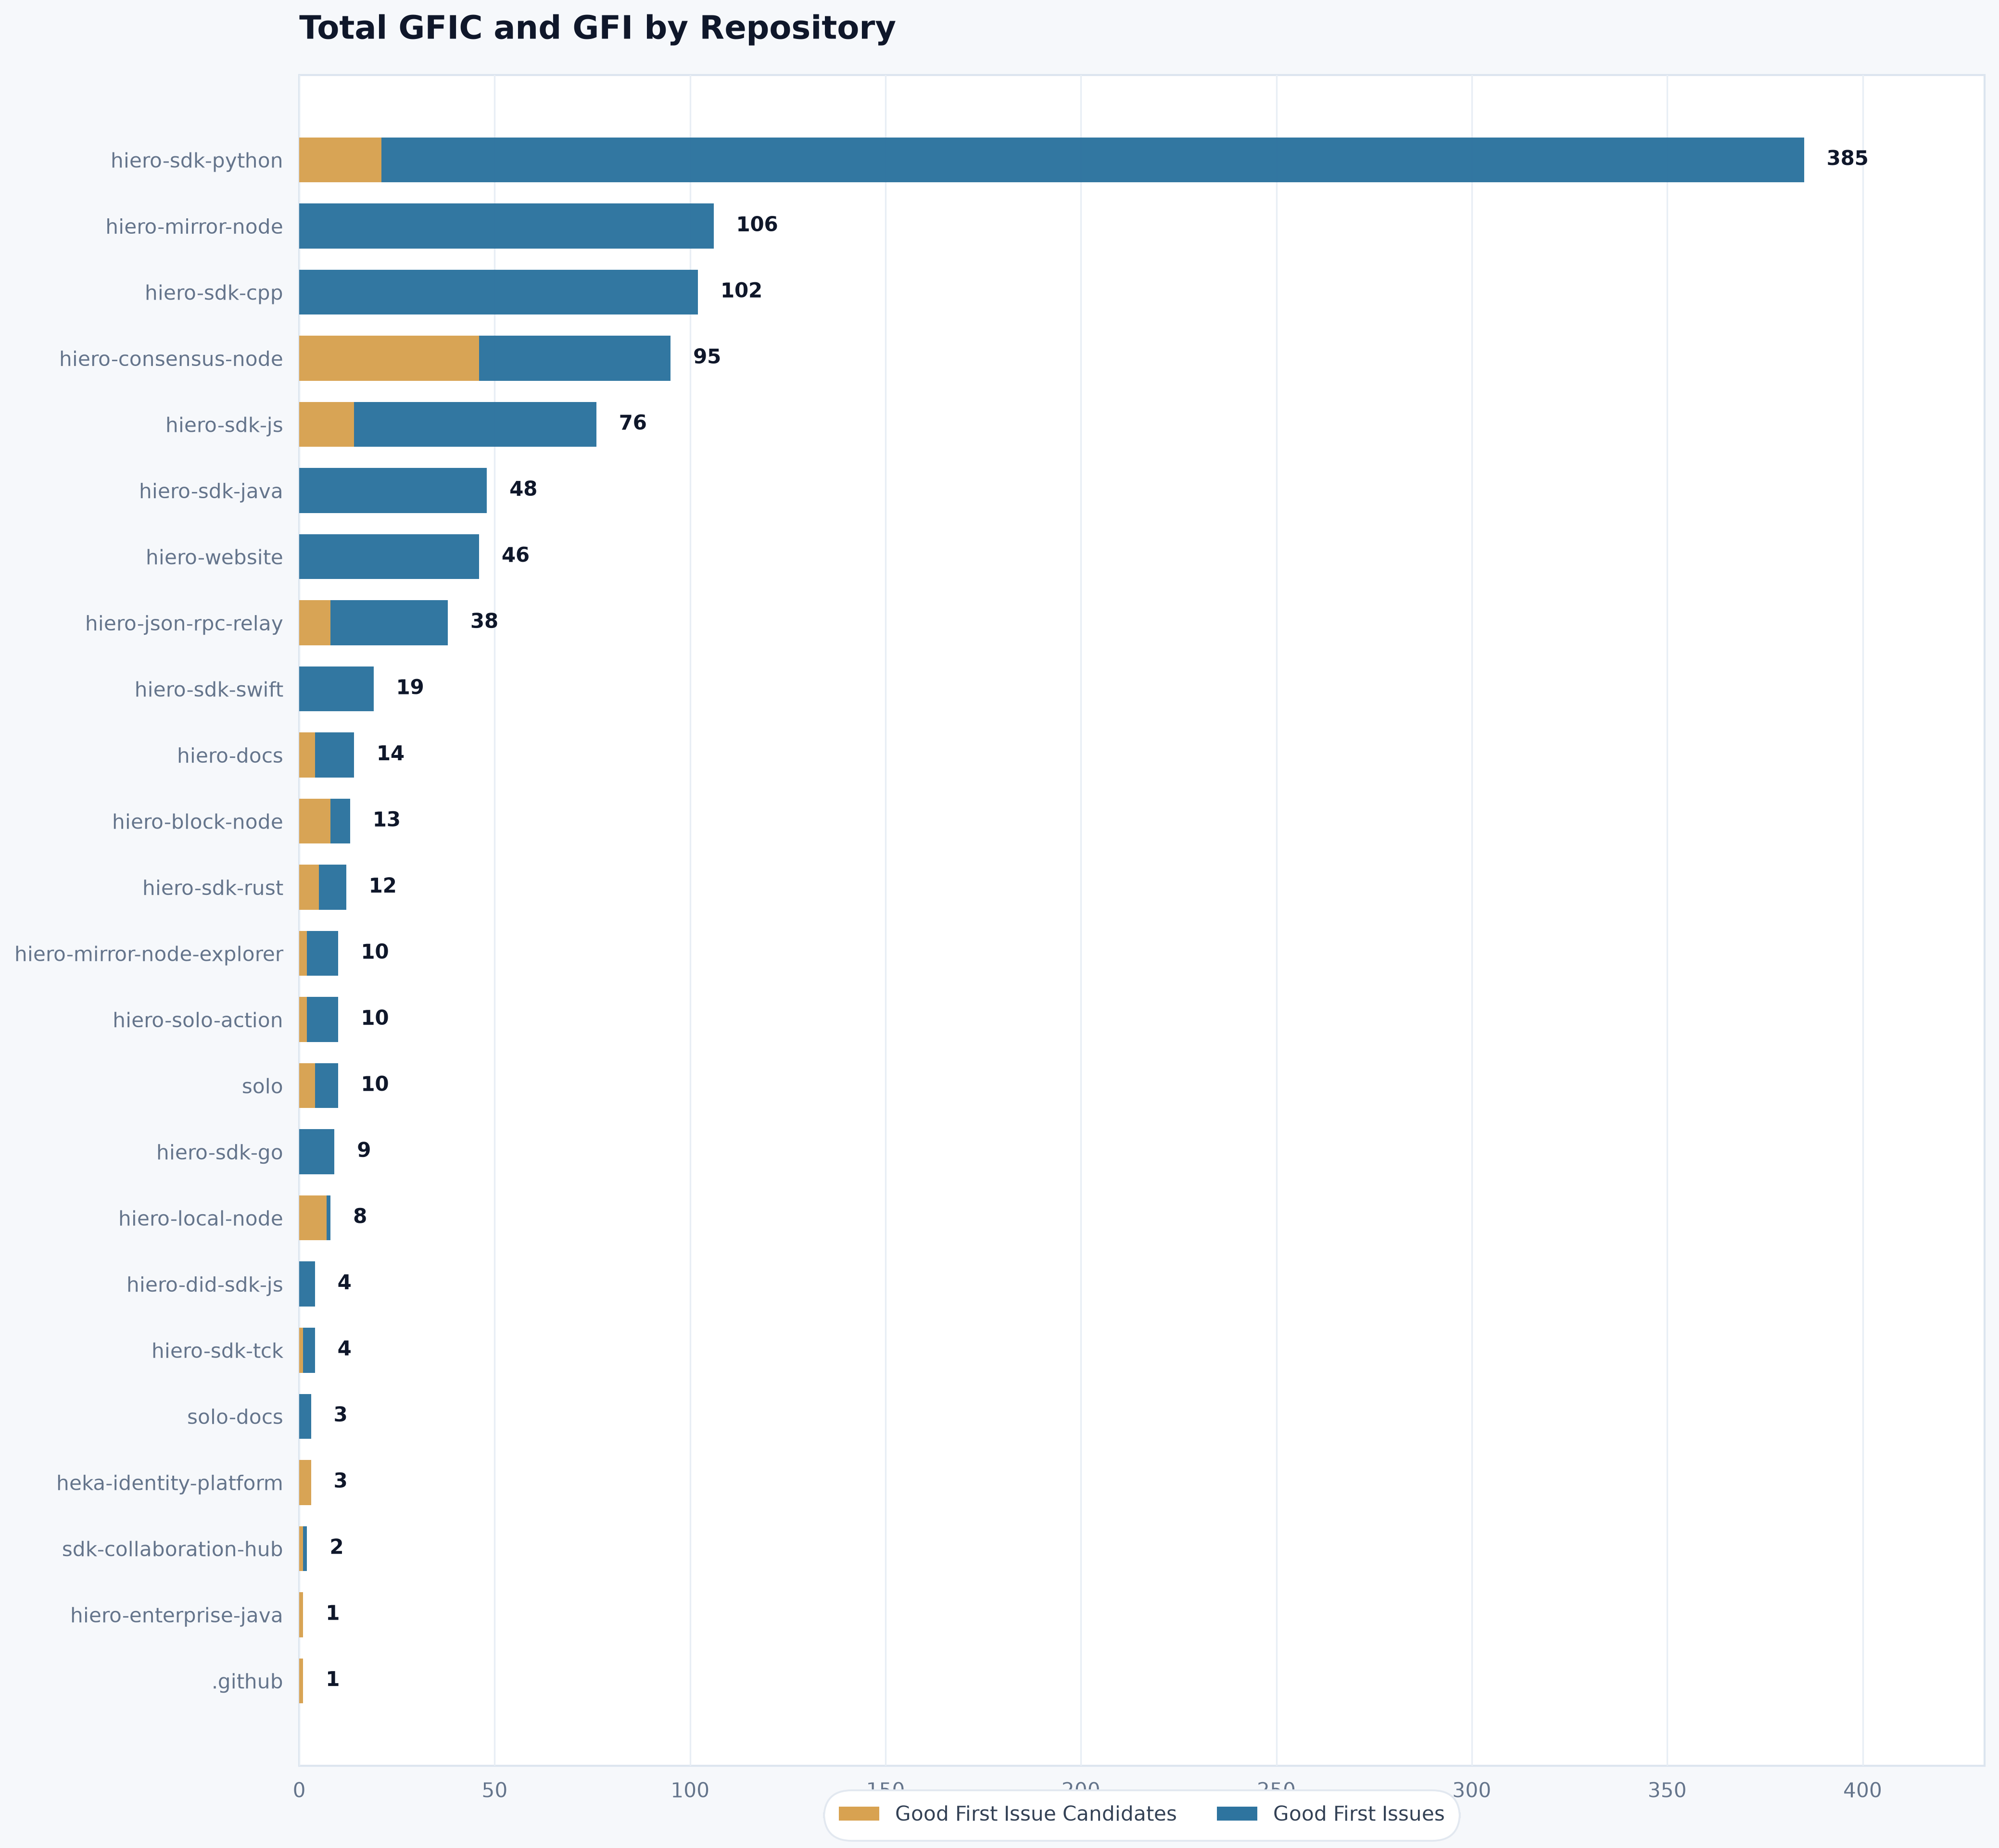 Total GFIC and GFI by Repository
hiero-sdk-python 385
hiero-mirror-node 106
hiero-sdk-cpp 102
hiero-consensus-node 95
hiero-sdk-js 76
hiero-sdk-java 48
hiero-website 46
hiero-json-rpc-relay 38
hiero-sdk-swift 19
hiero-docs 14
hiero-block-node 13
hiero-sdk-rust 12
hiero-mirror-node-explorer 10
hiero-solo-action 10
solo 10
hiero-sdk-go 9
hiero-local-node 8
hiero-did-sdk-js 4
hiero-sdk-tck 4
solo-docs 3
heka-identity-platform 3
sdk-collaboration-hub 2
hiero-enterprise-java 1
.github 1
0 50 100 150 200 250 300 350 400
Good First Issue Candidates Good First Issues